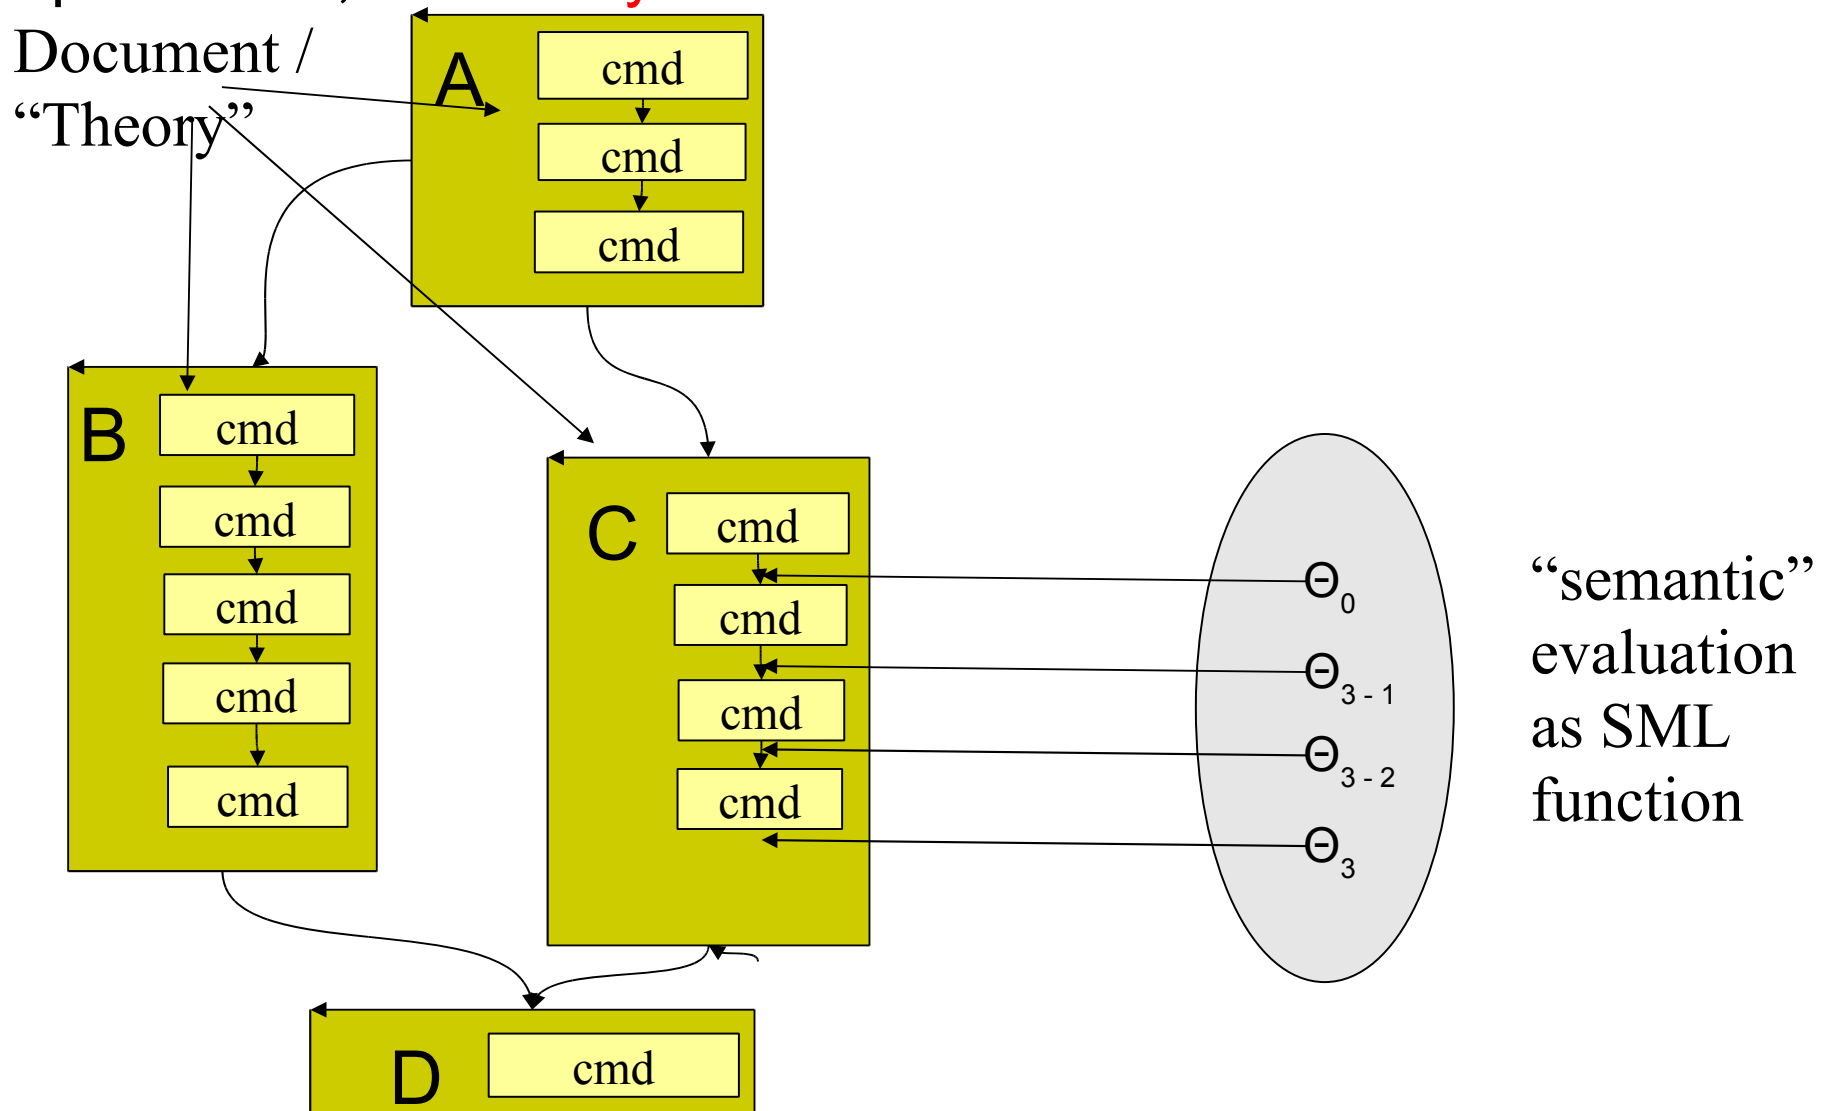 Document /
“Theory”
A
cmd
cmd
cmd
B
cmd
cmd
cmd
cmd
cmd
C
cmd
cmd
cmd
cmd
Θ0
Θ3 - 1
Θ3 - 2
Θ3
“semantic”
evaluation
as SML
function
D
cmd